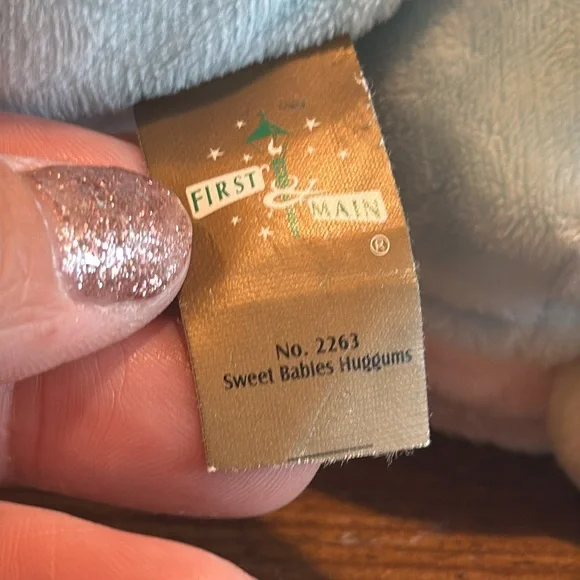 FIRST & MAIN
®
No. 2263
Sweet Babies Huggums